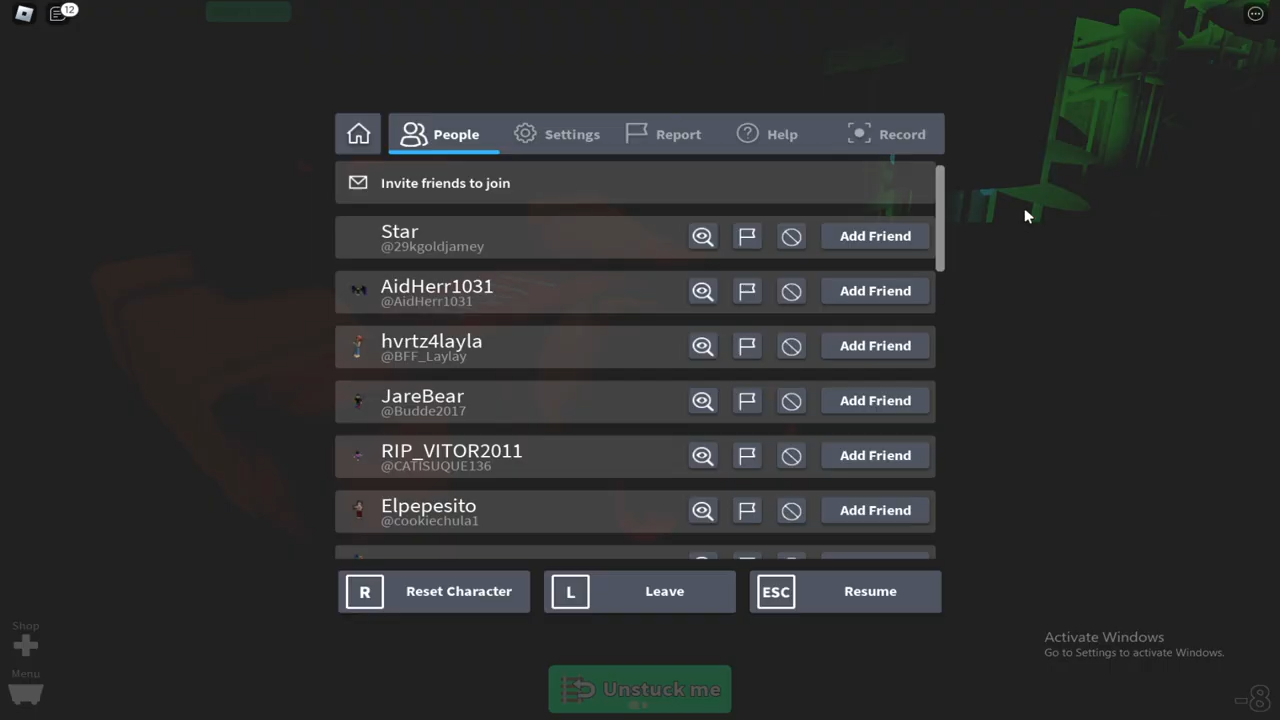 12
People
Settings
Report
Help
Record
Invite friends to join
Star
@29kgoldjamey
Add Friend
AidHerr1031
@AidHerr1031
Add Friend
hvrtz4layla
@BFF_Laylay
Add Friend
JareBear
@Budde2017
Add Friend
RIP_VITOR2011
@CATISUQUE136
Add Friend
Elpepesito
@cookiechula1
Add Friend
R Reset Character
L Leave
ESC Resume
Shop
Menu
Activate Windows
Go to Settings to activate Windows.
Unstuck me
-8